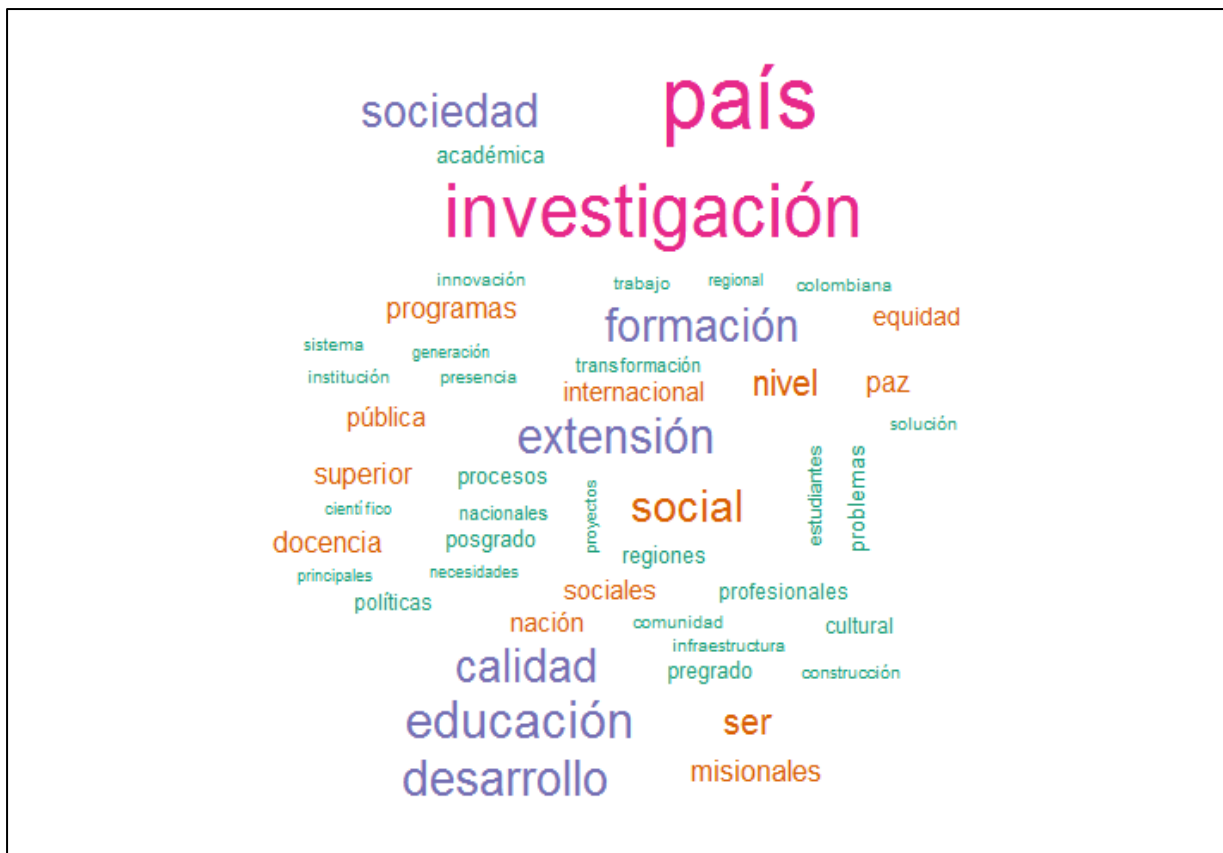 país
sociedad
académica
investigación
innovación
trabajo
regional
colombiana
programas
formación
equidad
sistema
generación
transformación
institución
presencia
internacional
nivel
paz
pública
extensión
solución
superior
procesos
proyectos
social
estudiantes
problemas
científico
nacionales
docencia
posgrado
regiones
principales
necesidades
sociales
profesionales
políticas
nación
comunidad
cultural
infraestructura
calidad
pregrado
construcción
educación
ser
desarrollo
misionales